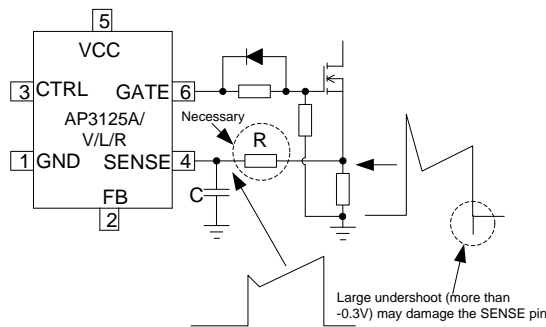 5
VCC
3 CTRL GATE 6
AP3125A/
V/L/R
Necessary
R
1 GND SENSE 4
C
FB
2
Large undershoot (more than
-0.3V) may damage the SENSE pin